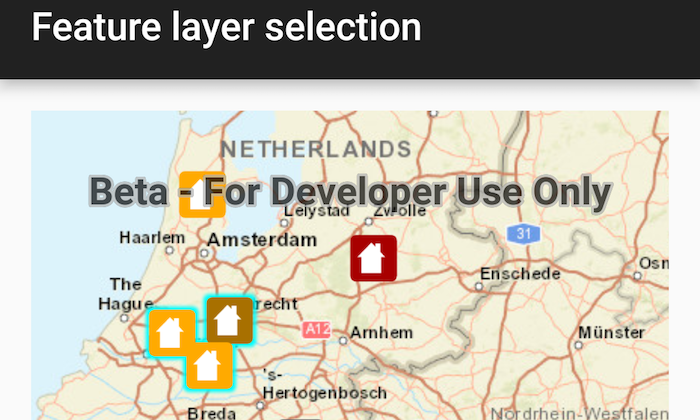 Feature layer selection
NETHERLANDS
Beta - For Developer Use Only
Lelystad
Zwolle
Haarlem
Amsterdam
31
Enschede
Osn
The
Hague
recht
A12
Arnhem
Münster
's-
Hertogenbosch
Breda
Nordrhein-Westfalen